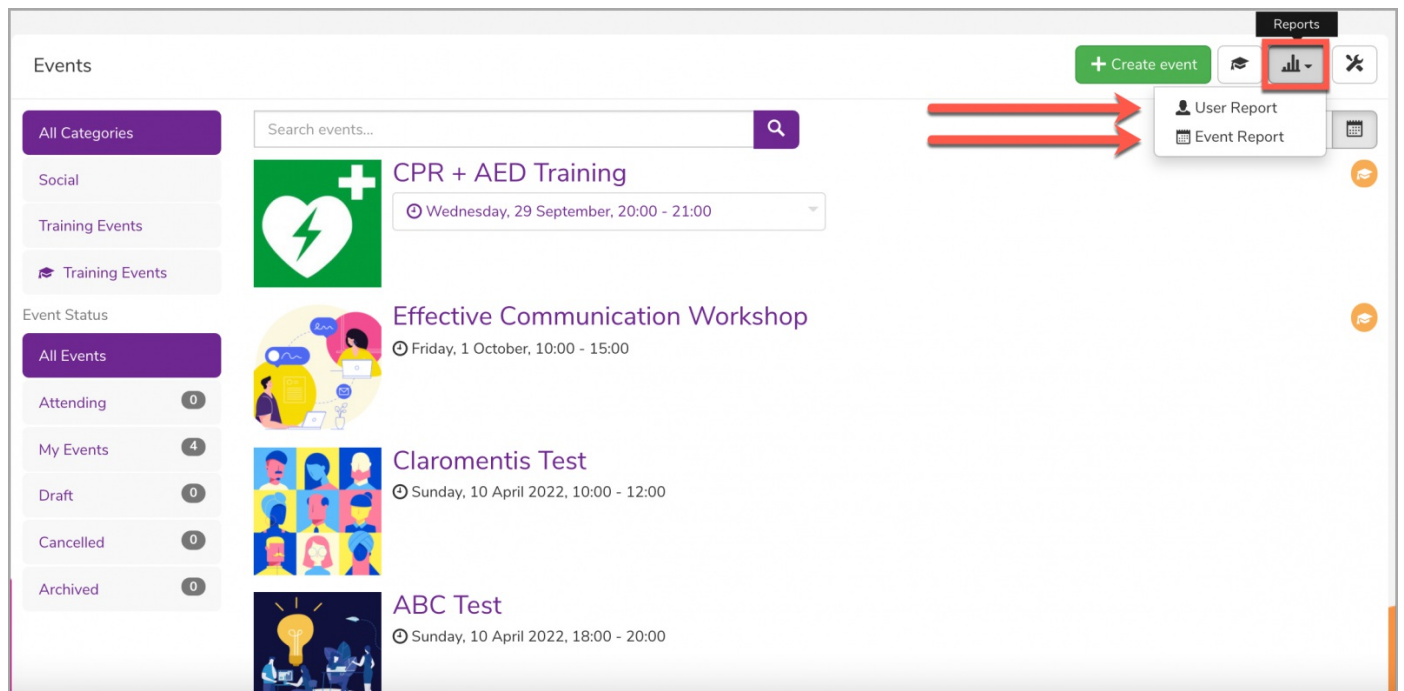 Reports
Events
Create event
User Report
Event Report
All Categories
Social
Training Events
Training Events
Event Status
All Events
Attending 0
My Events 4
Draft 0
Cancelled 0
Archived 0
Search events...
CPR + AED Training
Wednesday, 29 September, 20:00 - 21:00
Effective Communication Workshop
Friday, 1 October, 10:00 - 15:00
Claromentis Test
Sunday, 10 April 2022, 10:00 - 12:00
ABC Test
Sunday, 10 April 2022, 18:00 - 20:00